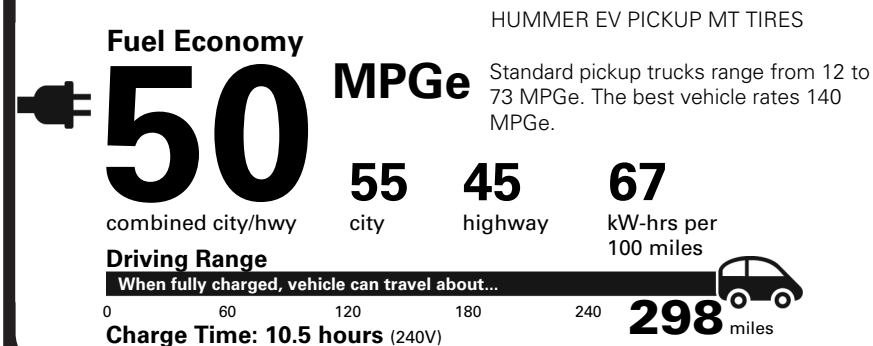 HUMMER EV PICKUP MT TIRES
Fuel Economy
50 MPGe
Standard pickup trucks range from 12 to
73 MPGe. The best vehicle rates 140
MPGe.
combined city/hwy
55
city
45
highway
67
kW-hrs per
100 miles
Driving Range
When fully charged, vehicle can travel about...
0 60 120 180 240 298 miles
Charge Time: 10.5 hours (240V)